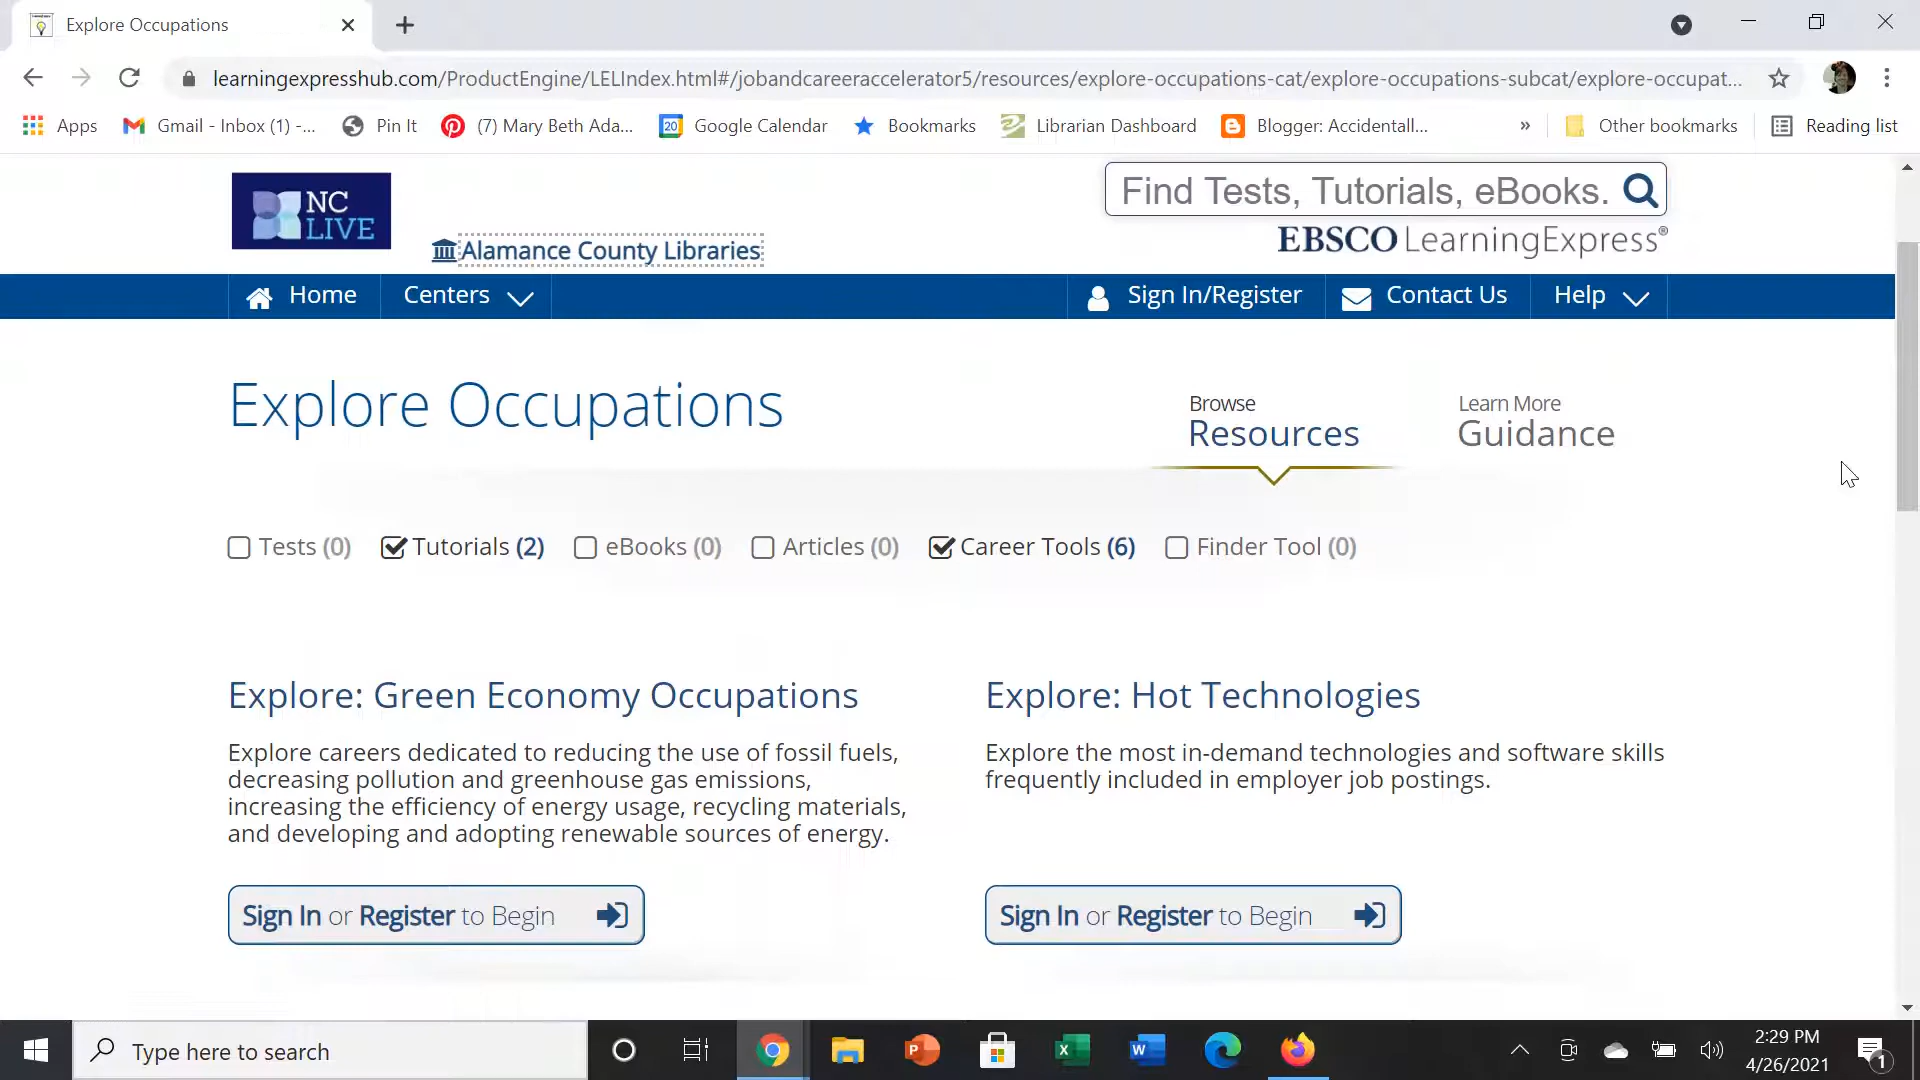 Explore Occupations
learningexpresshub.com/ProductEngine/LELIndex.html#/jobandcareeraccelerator5/resources/explore-occupations-cat/explore-occupations-subcat/explore-occupat...
Apps
Gmail - Inbox (1) -...
Pin It
(7) Mary Beth Ada...
20
Google Calendar
Bookmarks
Librarian Dashboard
Blogger: Accidentall...
»
Other bookmarks
Reading list
NC
LIVE
Alamance County Libraries
Find Tests, Tutorials, eBooks.
EBSCO LearningExpress®
Home
Centers
Sign In/Register
Contact Us
Help
Explore Occupations
Browse
Resources
Learn More
Guidance
Tests (0)
Tutorials (2)
eBooks (0)
Articles (0)
Career Tools (6)
Finder Tool (0)
Explore: Green Economy Occupations
Explore careers dedicated to reducing the use of fossil fuels,
decreasing pollution and greenhouse gas emissions,
increasing the efficiency of energy usage, recycling materials,
and developing and adopting renewable sources of energy.
Sign In or Register to Begin
Explore: Hot Technologies
Explore the most in-demand technologies and software skills
frequently included in employer job postings.
Sign In or Register to Begin
Type here to search
P
X
W
2:29 PM
4/26/2021
1